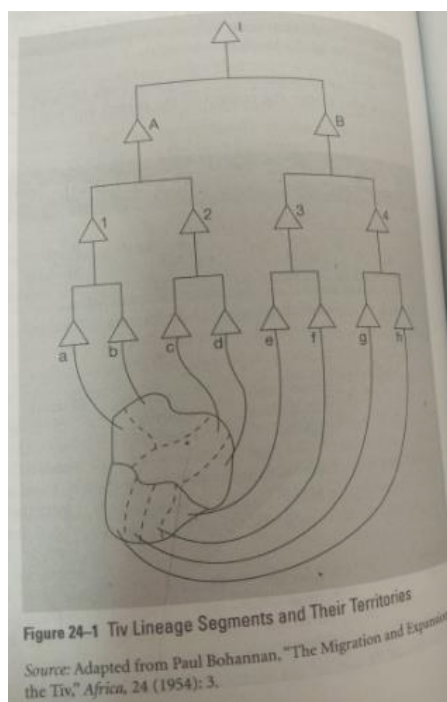 I
A B
1 2 3 4
a b c d e f g h
Figure 24–1 Tiv Lineage Segments and Their Territories
Source: Adapted from Paul Bohannan, "The Migration and Expansion
the Tiv," Africa, 24 (1954): 3.